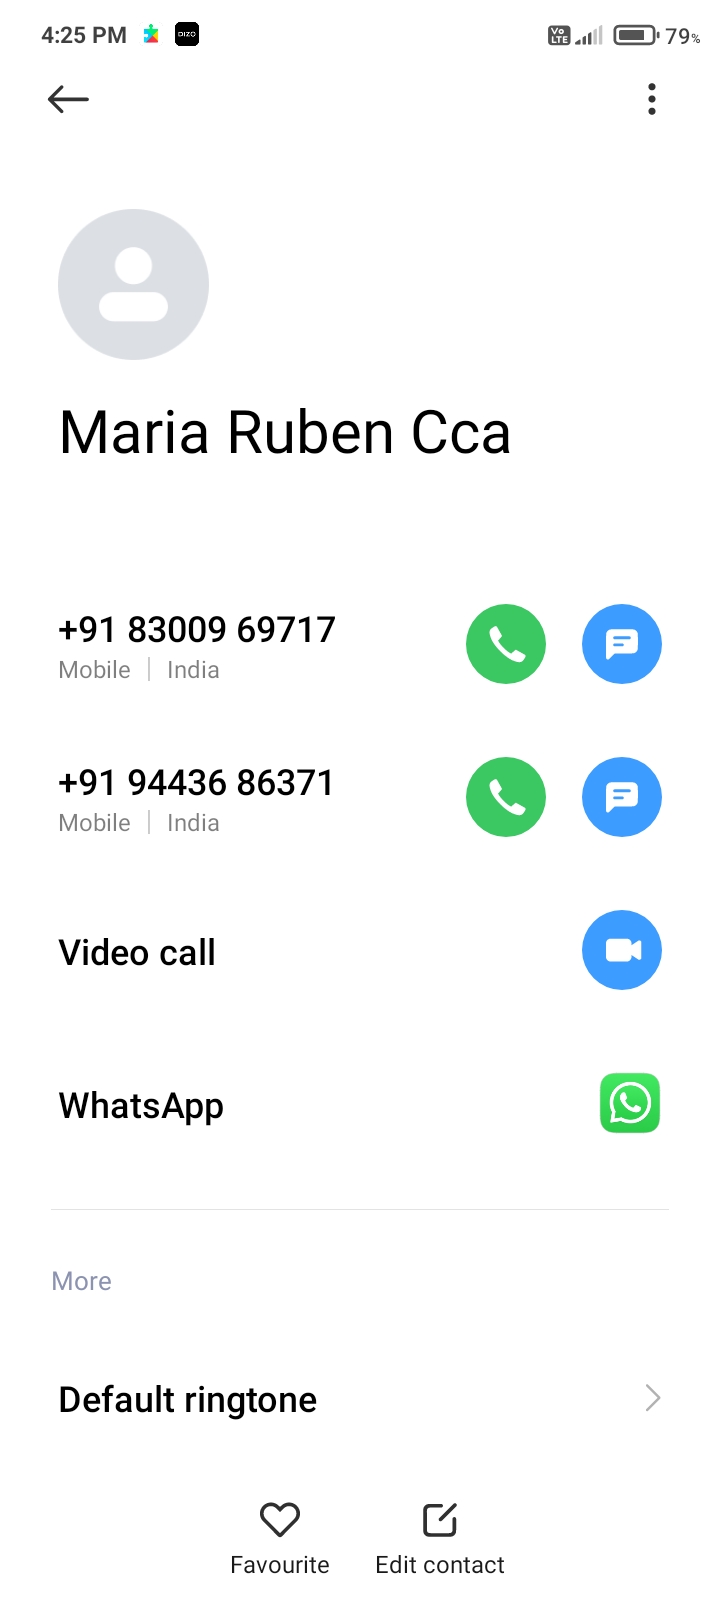 4:25 PM DIZO Vo LTE 79%
Maria Ruben Cca
+91 83009 69717
Mobile India
+91 94436 86371
Mobile India
Video call
WhatsApp
More
Default ringtone
Favourite Edit contact